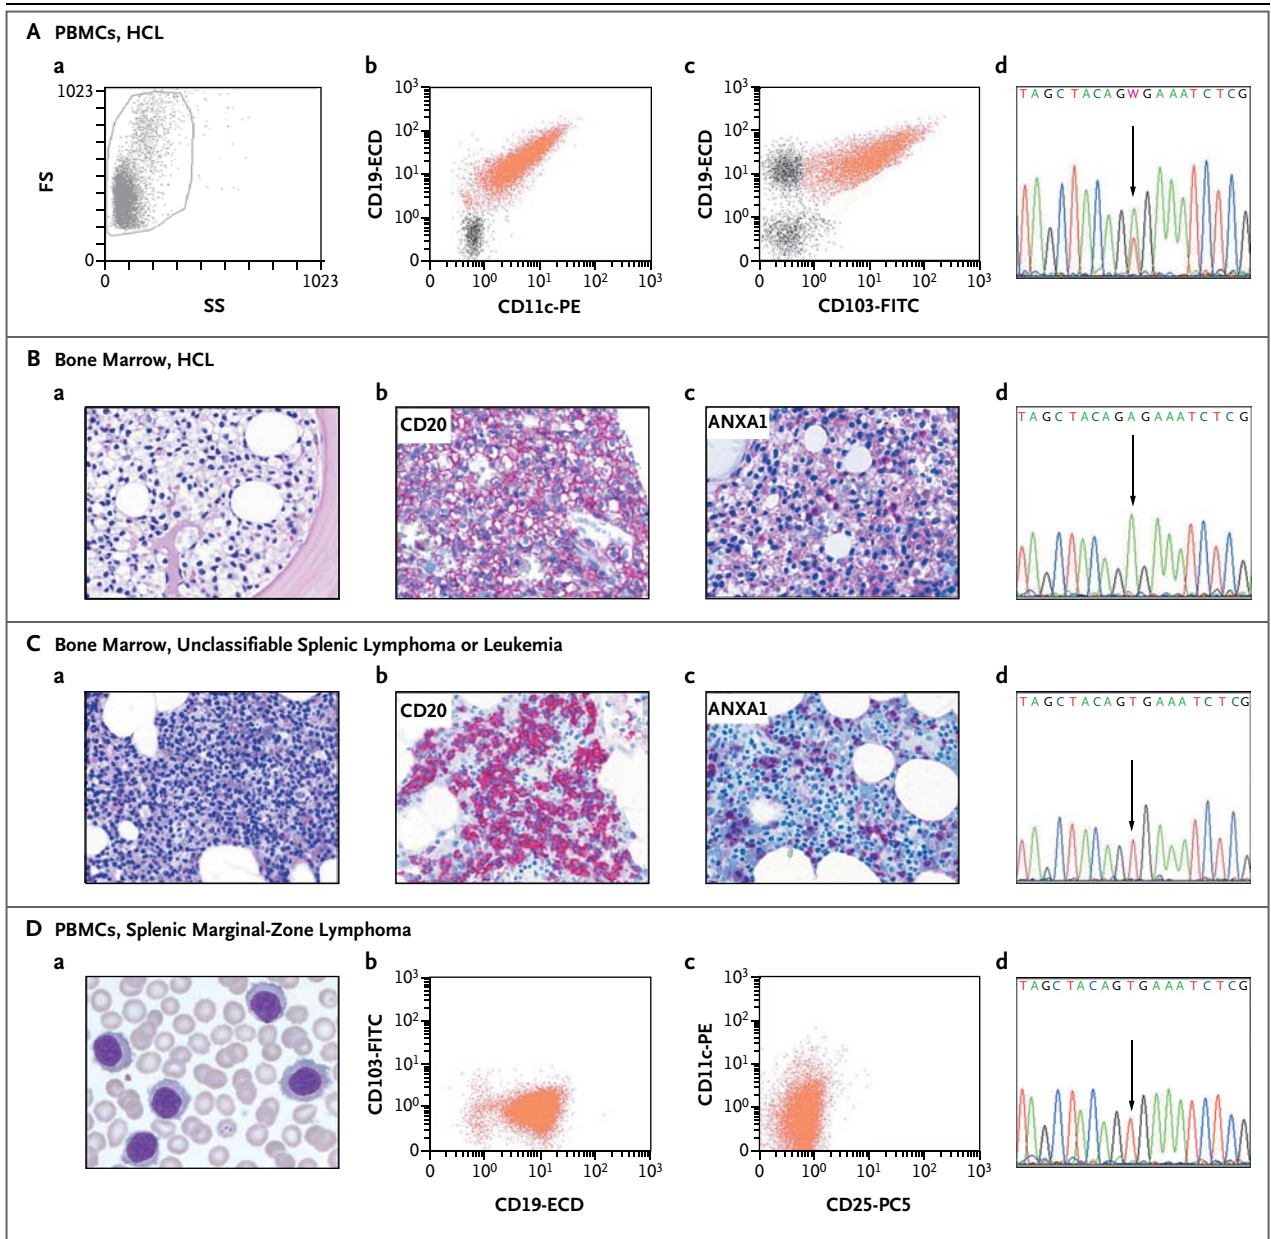 A PBMCs, HCL
a
b
c
d
1023
0
FS
0
1023
SS
10³
10²
10¹
10⁰
0
CD19-ECD
0
10⁰
10¹
10²
10³
CD11c-PE
10³
10²
10¹
10⁰
0
CD19-ECD
0
10⁰
10¹
10²
10³
CD103-FITC
TAGCTACAGWGAAATCTCG
B Bone Marrow, HCL
a
b
c
d
CD20
ANXA1
TAGCTACAGAGAAATCTCG
C Bone Marrow, Unclassifiable Splenic Lymphoma or Leukemia
a
b
c
d
CD20
ANXA1
TAGCTACAGTGAAATCTCG
D PBMCs, Splenic Marginal-Zone Lymphoma
a
b
c
d
10³
10²
10¹
10⁰
0
CD103-FITC
0
10⁰
10¹
10²
10³
CD19-ECD
10³
10²
10¹
10⁰
0
CD11c-PE
0
10⁰
10¹
10²
10³
CD25-PC5
TAGCTACAGTGAAATCTCG